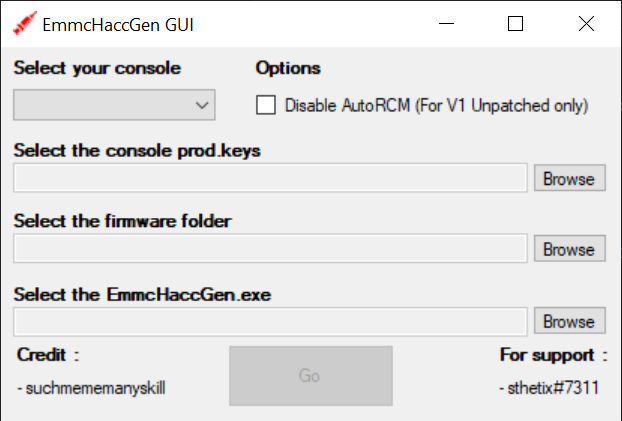 EmmcHaccGen GUI
Select your console
Options
Disable AutoRCM (For V1 Unpatched only)
Select the console prod.keys
Browse
Select the firmware folder
Browse
Select the EmmcHaccGen.exe
Browse
Credit :
Go
For support :
- suchmememanyskill
- sthetix#7311